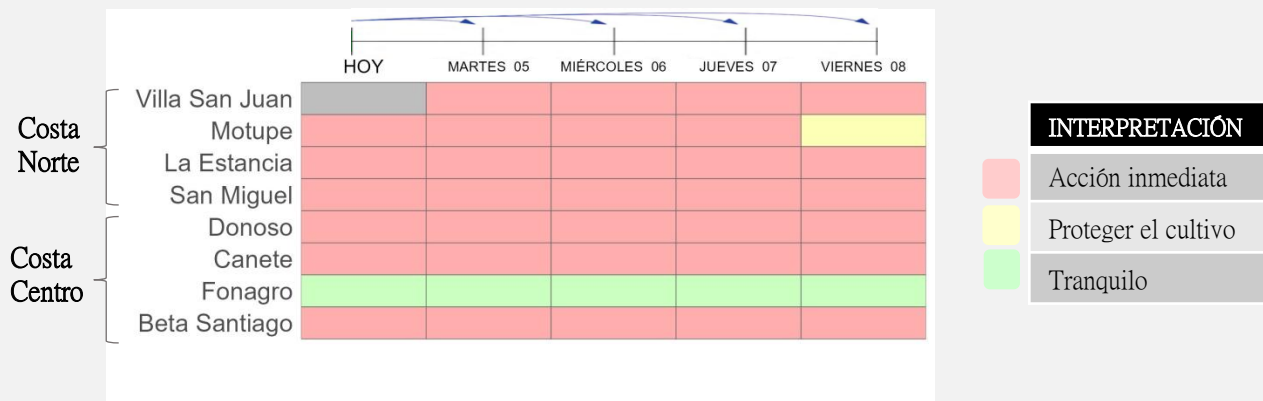 HOY
MARTES 05
MIÉRCOLES 06
JUEVES 07
VIERNES 08
Costa
Norte
Villa San Juan
Motupe
La Estancia
San Miguel
Costa
Centro
Donoso
Canete
Fonagro
Beta Santiago
INTERPRETACIÓN
Acción inmediata
Proteger el cultivo
Tranquilo